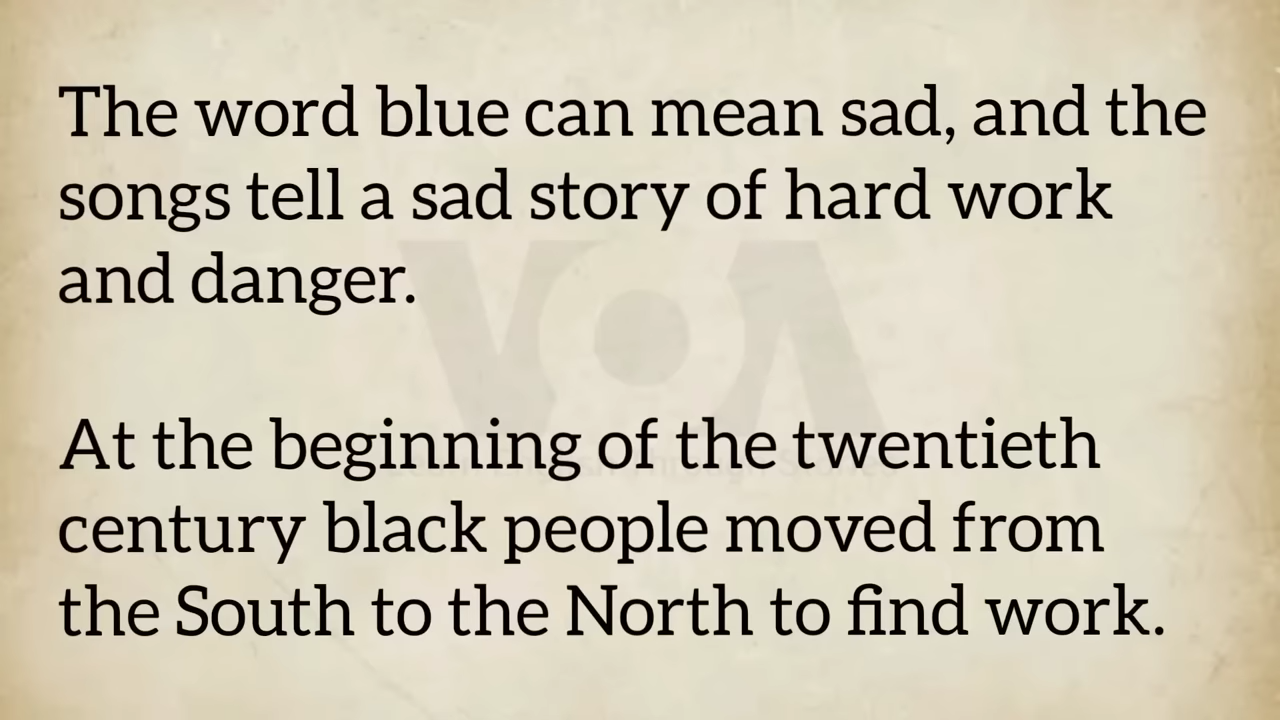 The word blue can mean sad, and the
songs tell a sad story of hard work
and danger.
At the beginning of the twentieth
century black people moved from
the South to the North to find work.
VOA